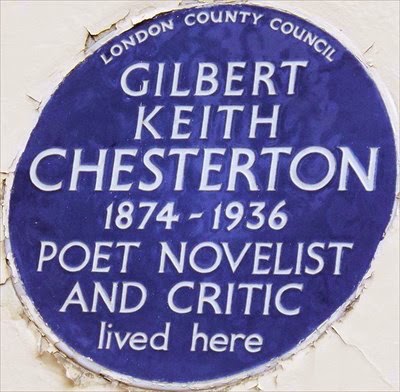 LONDON COUNTY COUNCIL
GILBERT
KEITH
CHESTERTON
1874-1936
POET NOVELIST
AND CRITIC
lived here